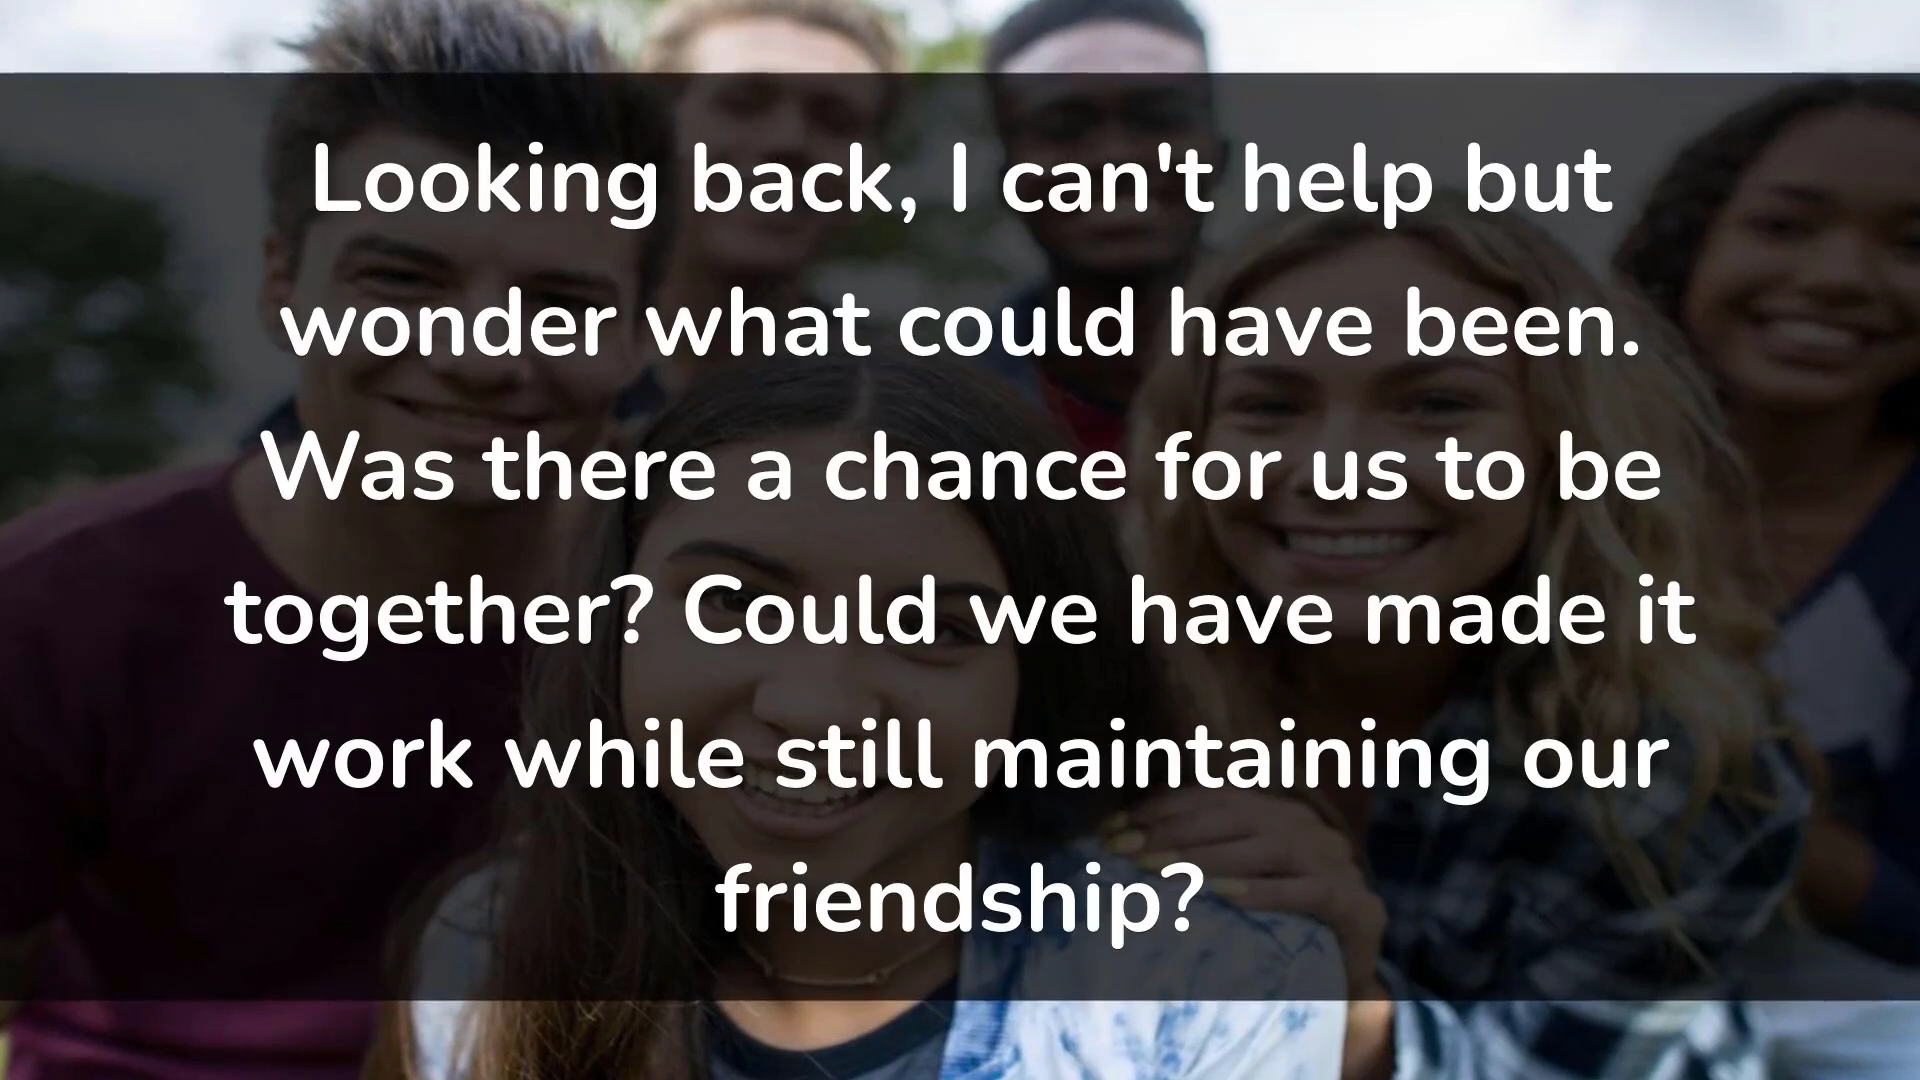 Looking back, I can't help but
wonder what could have been.
Was there a chance for us to be
together? Could we have made it
work while still maintaining our
friendship?